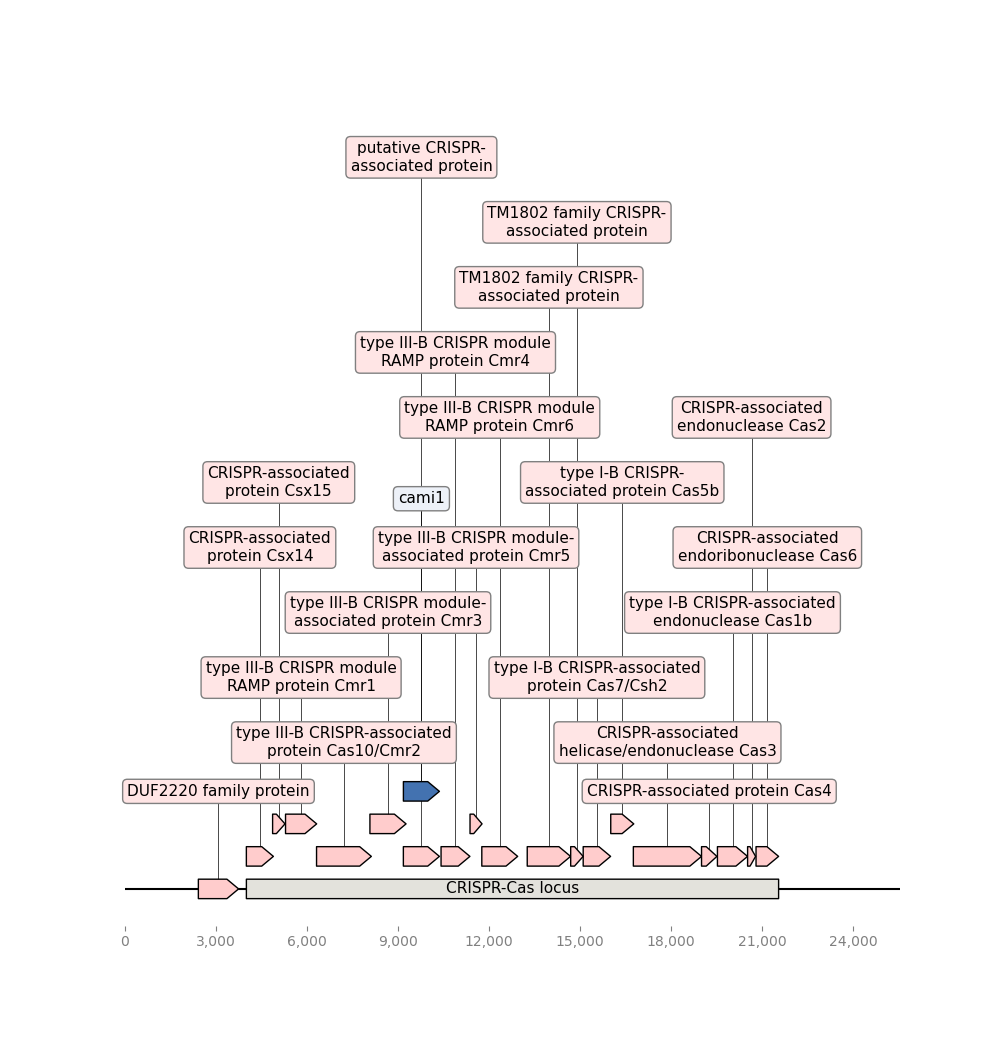 putative CRISPR-
associated protein
TM1802 family CRISPR-
associated protein
TM1802 family CRISPR-
associated protein
type III-B CRISPR module
RAMP protein Cmr4
type III-B CRISPR module
RAMP protein Cmr6
CRISPR-associated
endonuclease Cas2
CRISPR-associated
protein Csx15
type I-B CRISPR-
associated protein Cas5b
cami1
CRISPR-associated
protein Csx14
type III-B CRISPR module-
associated protein Cmr5
CRISPR-associated
endoribonuclease Cas6
type III-B CRISPR module-
associated protein Cmr3
type I-B CRISPR-associated
endonuclease Cas1b
type III-B CRISPR module
RAMP protein Cmr1
type I-B CRISPR-associated
protein Cas7/Csh2
type III-B CRISPR-associated
protein Cas10/Cmr2
CRISPR-associated
helicase/endonuclease Cas3
DUF2220 family protein
CRISPR-associated protein Cas4
CRISPR-Cas locus
0 3,000 6,000 9,000 12,000 15,000 18,000 21,000 24,000